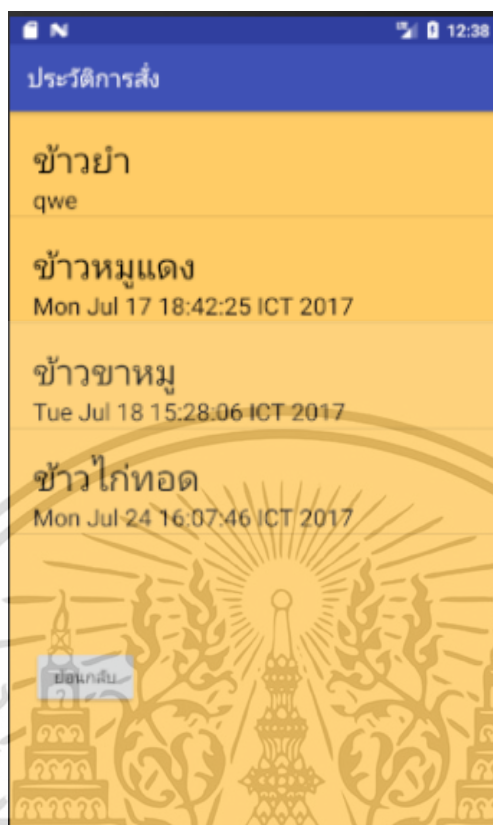 12:38
ประวัติการสั่ง
ข้าวยำ
qwe
ข้าวหมูแดง
Mon Jul 17 18:42:25 ICT 2017
ข้าวขาหมู
Tue Jul 18 15:28:06 ICT 2017
ข้าวไก่ทอด
Mon Jul 24 16:07:46 ICT 2017
ย้อนกลับ